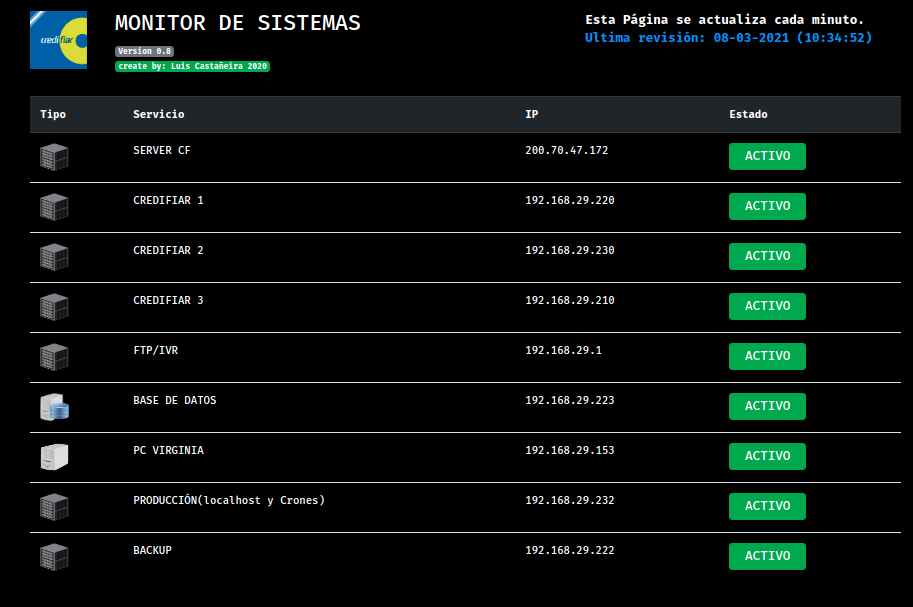 credifiar
MONITOR DE SISTEMAS
Version 0.8
create by: Luis Castañeira 2020
Esta Página se actualiza cada minuto.
Ultima revisión: 08-03-2021 (10:34:52)
Tipo Servicio IP Estado
SERVER CF 200.70.47.172 ACTIVO
CREDIFIAR 1 192.168.29.220 ACTIVO
CREDIFIAR 2 192.168.29.230 ACTIVO
CREDIFIAR 3 192.168.29.210 ACTIVO
FTP/IVR 192.168.29.1 ACTIVO
BASE DE DATOS 192.168.29.223 ACTIVO
PC VIRGINIA 192.168.29.153 ACTIVO
PRODUCCIÓN(localhost y Crones) 192.168.29.232 ACTIVO
BACKUP 192.168.29.222 ACTIVO